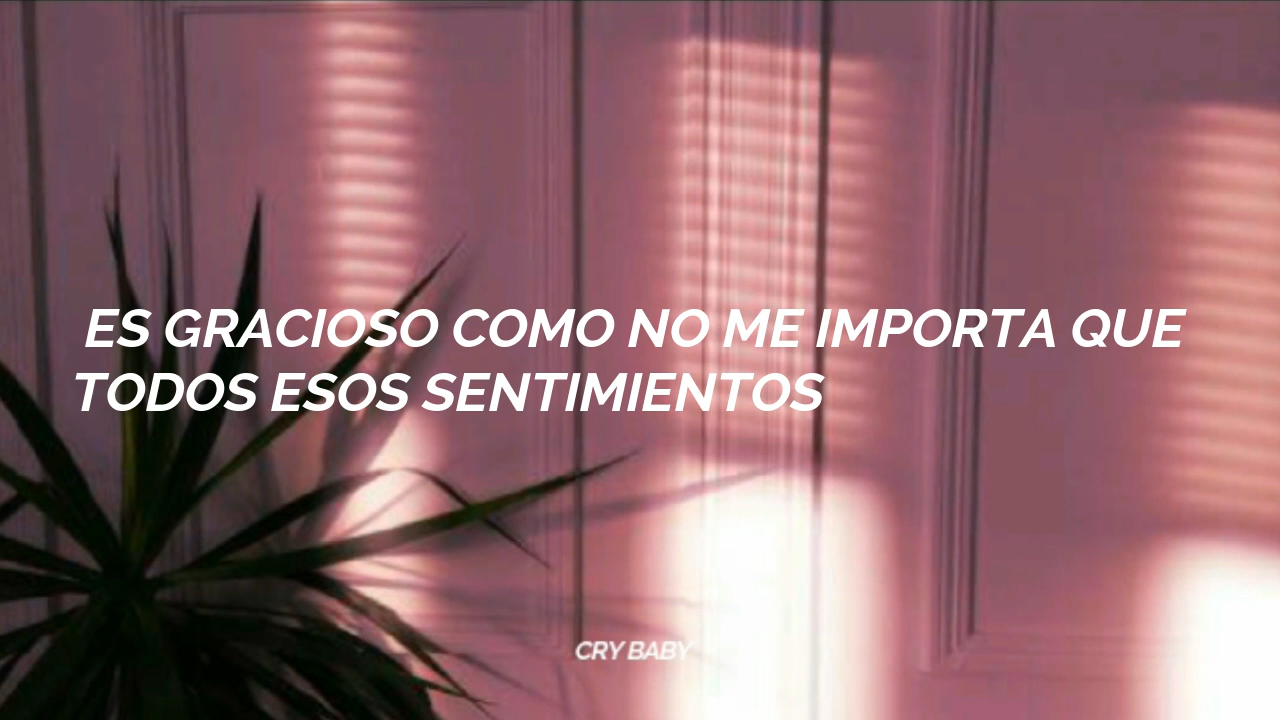 ES GRACIOSO COMO NO ME IMPORTA QUE
TODOS ESOS SENTIMIENTOS
CRY BABY